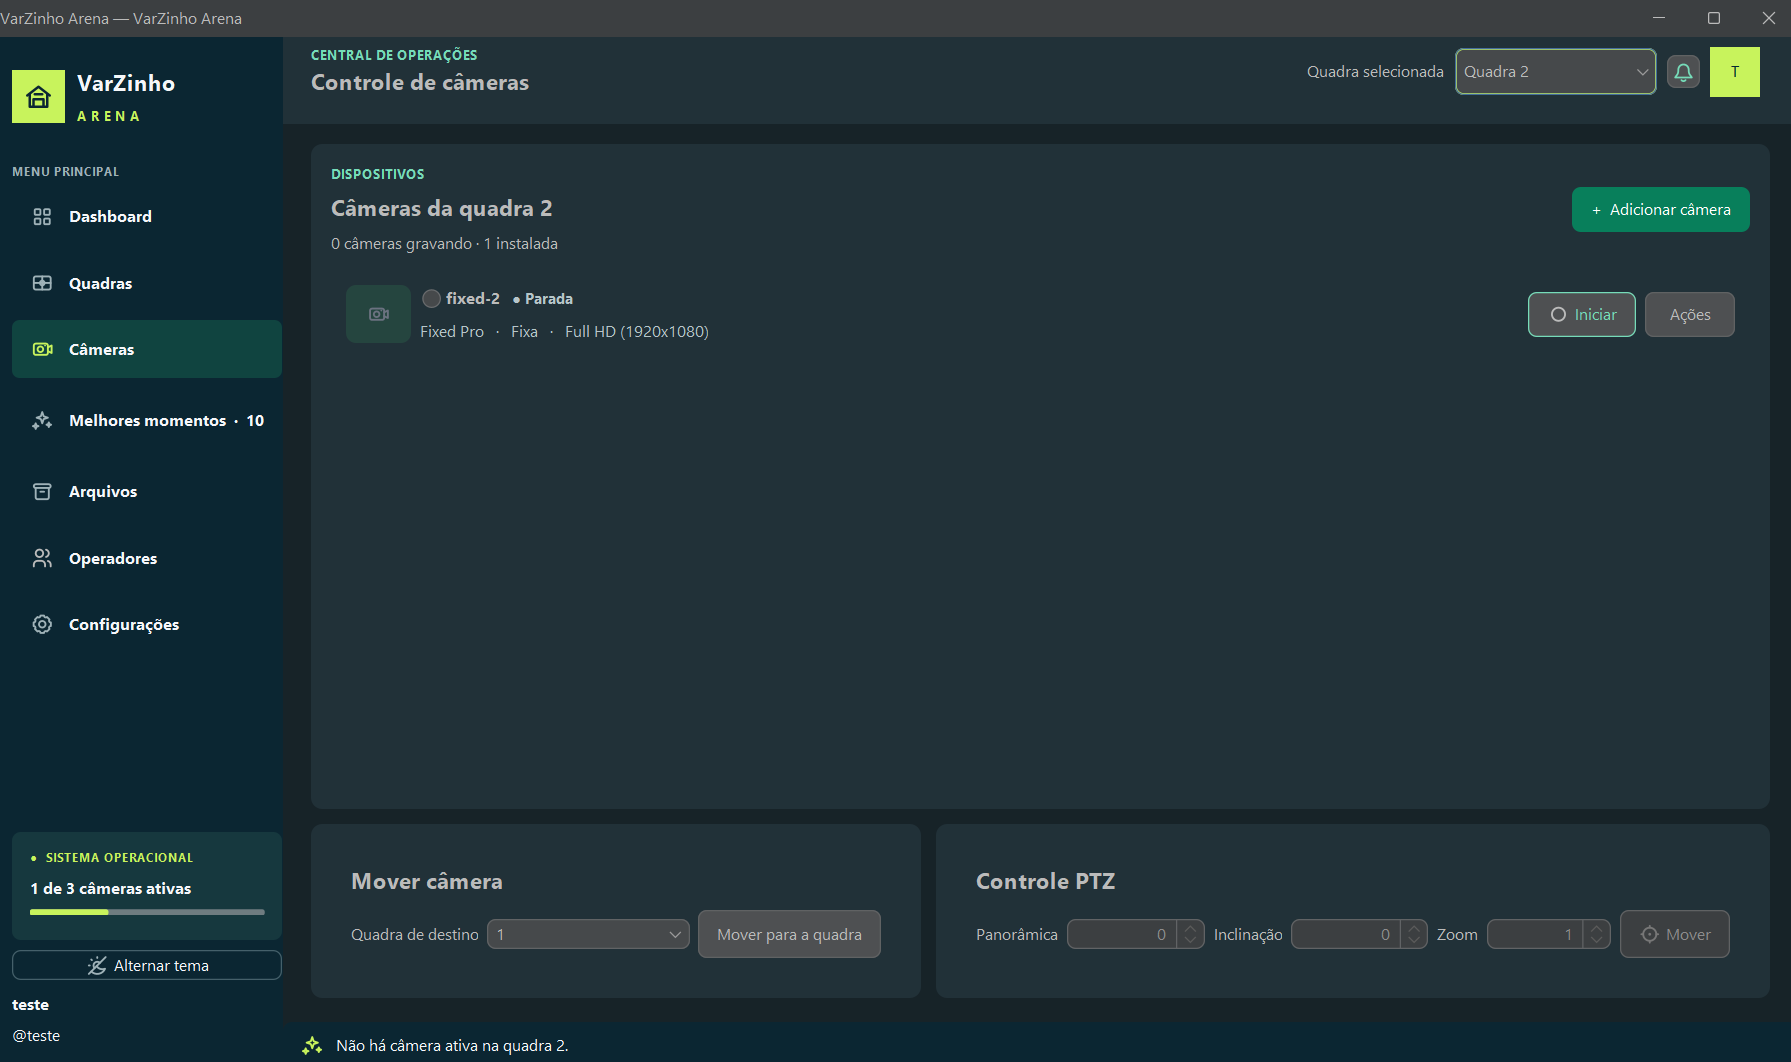 VarZinho Arena — VarZinho Arena
VarZinho
ARENA
MENU PRINCIPAL
Dashboard
Quadras
Câmeras
Melhores momentos · 10
Arquivos
Operadores
Configurações
● SISTEMA OPERACIONAL
1 de 3 câmeras ativas
Alternar tema
teste
@teste
CENTRAL DE OPERAÇÕES
Controle de câmeras
Quadra selecionada
Quadra 2
T
DISPOSITIVOS
Câmeras da quadra 2
0 câmeras gravando · 1 instalada
+ Adicionar câmera
fixed-2 ● Parada
Fixed Pro · Fixa · Full HD (1920x1080)
Iniciar
Ações
Mover câmera
Quadra de destino 1 Mover para a quadra
Controle PTZ
Panorâmica 0 Inclinação 0 Zoom 1 Mover
Não há câmera ativa na quadra 2.